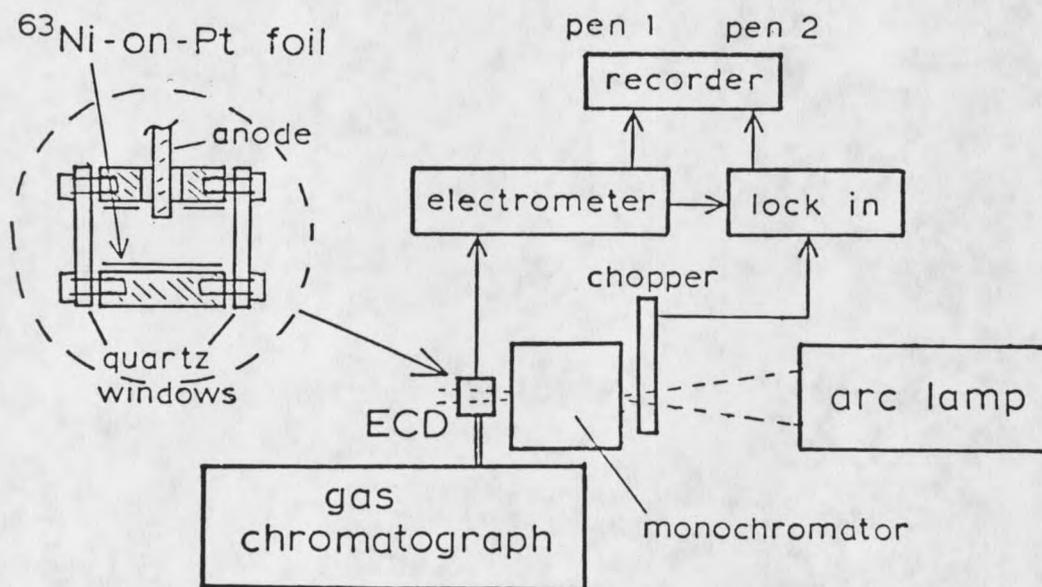 ⁶³Ni-on-Pt foil
anode
quartz
windows
pen 1
pen 2
recorder
electrometer
lock in
chopper
ECD
arc lamp
gas
chromatograph
monochromator